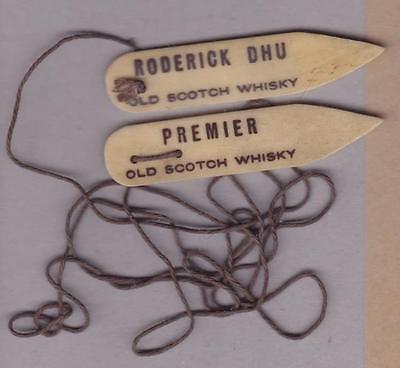 RODERICK DHU
OLD SCOTCH WHISKY
PREMIER
OLD SCOTCH WHISKY